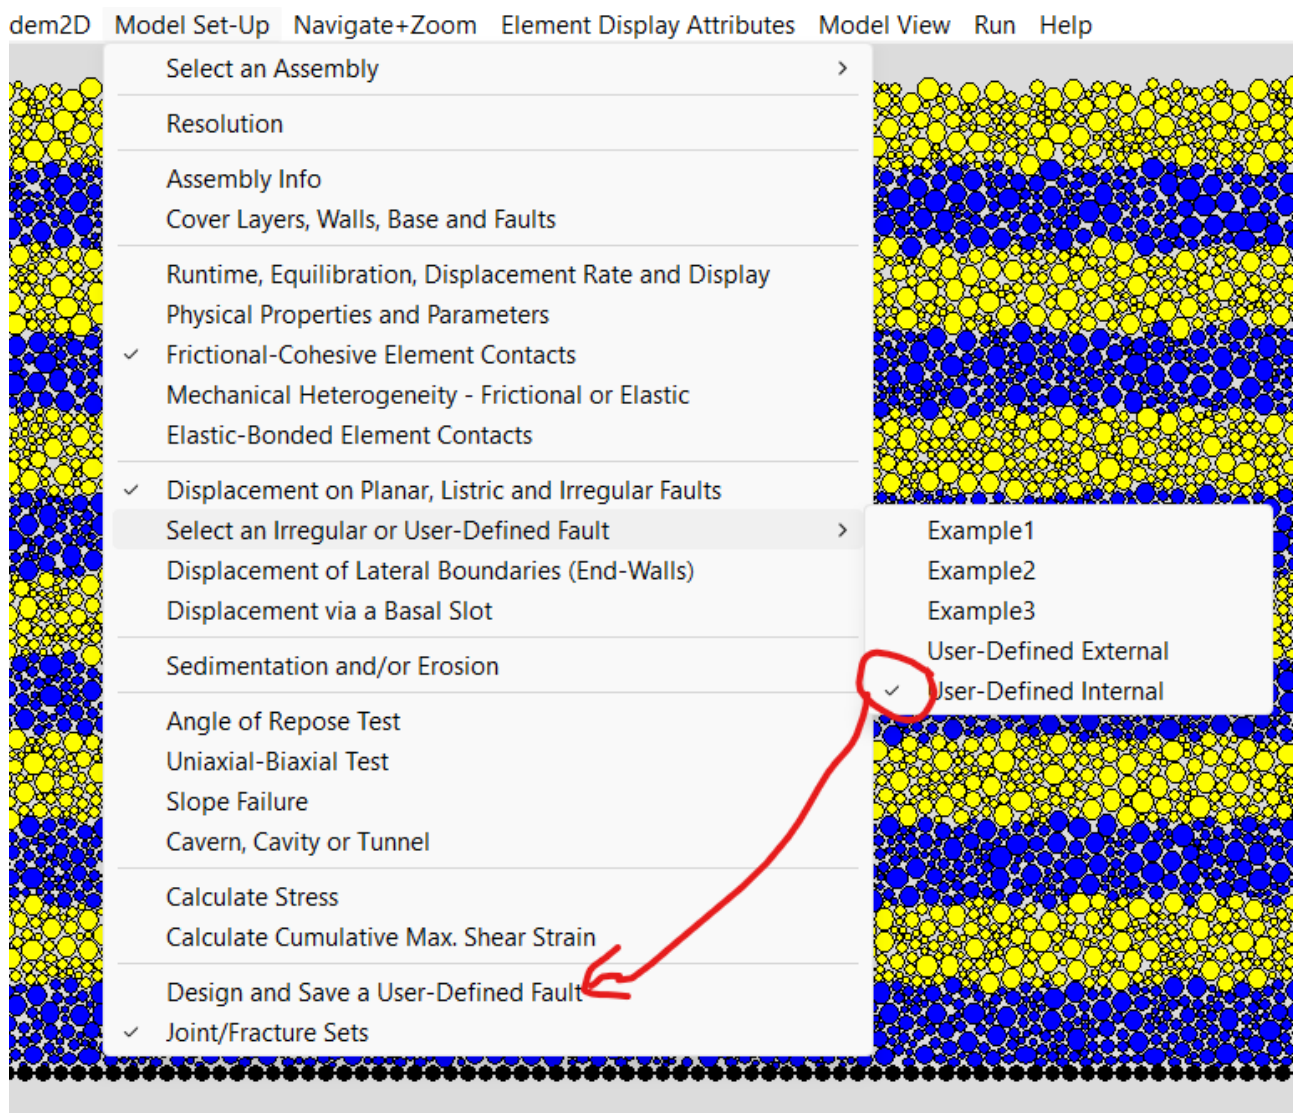 dem2D Model Set-Up Navigate+Zoom Element Display Attributes Model View Run Help
Select an Assembly
Resolution
Assembly Info
Cover Layers, Walls, Base and Faults
Runtime, Equilibration, Displacement Rate and Display
Physical Properties and Parameters
Frictional-Cohesive Element Contacts
Mechanical Heterogeneity - Frictional or Elastic
Elastic-Bonded Element Contacts
Displacement on Planar, Listric and Irregular Faults
Select an Irregular or User-Defined Fault
Displacement of Lateral Boundaries (End-Walls)
Displacement via a Basal Slot
Sedimentation and/or Erosion
Angle of Repose Test
Uniaxial-Biaxial Test
Slope Failure
Cavern, Cavity or Tunnel
Calculate Stress
Calculate Cumulative Max. Shear Strain
Design and Save a User-Defined Fault
Joint/Fracture Sets
Example1
Example2
Example3
User-Defined External
User-Defined Internal